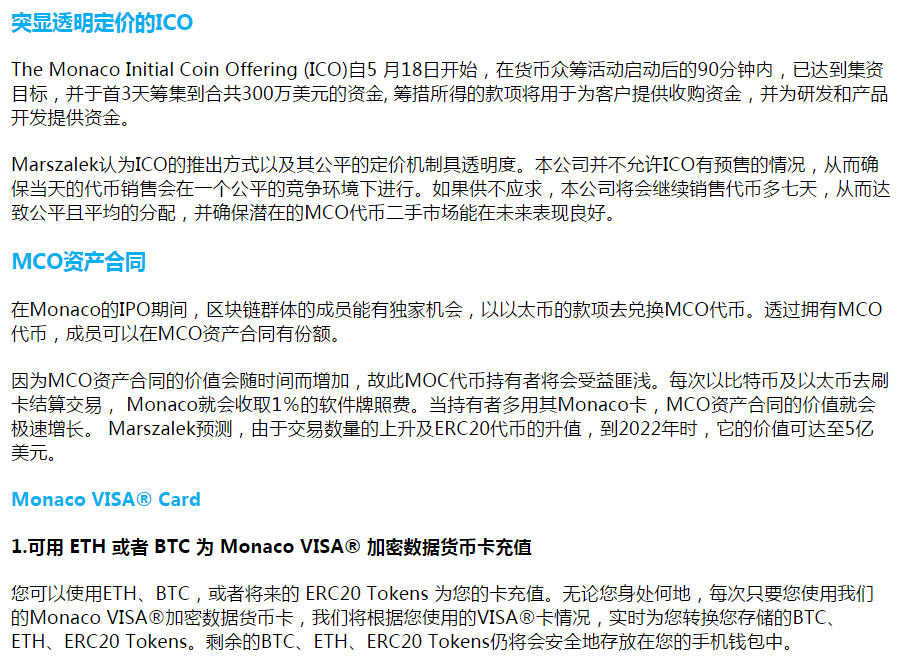 突显透明定价的ICO
The Monaco Initial Coin Offering (ICO)自5 月18日开始，在货币众筹活动启动后的90分钟内，已达到集资
目标，并于首3天筹集到合共300万美元的资金, 筹措所得的款项将用于为客户提供收购资金，并为研发和产品
开发提供资金。
Marszalek认为ICO的推出方式以及其公平的定价机制具透明度。本公司并不允许ICO有预售的情况，从而确
保当天的代币销售会在一个公平的竞争环境下进行。如果供不应求，本公司将会继续销售代币多七天，从而达
致公平且平均的分配，并确保潜在的MCO代币二手市场能在未来表现良好。
MCO资产合同
在Monaco的IPO期间，区块链群体的成员能有独家机会，以以太币的款项去兑换MCO代币。透过拥有MCO
代币，成员可以在MCO资产合同有份额。
因为MCO资产合同的价值会随时间而增加，故此MOC代币持有者将会受益匪浅。每次以比特币及以太币去刷
卡结算交易， Monaco就会收取1%的软件牌照费。当持有者多用其Monaco卡，MCO资产合同的价值就会
极速增长。 Marszalek预测，由于交易数量的上升及ERC20代币的升值，到2022年时，它的价值可达至5亿
美元。
Monaco VISA® Card
1.可用 ETH 或者 BTC 为 Monaco VISA® 加密数据货币卡充值
您可以使用ETH、BTC，或者将来的 ERC20 Tokens 为您的卡充值。无论您身处何地，每次只要您使用我们
的Monaco VISA®加密数据货币卡，我们将根据您使用的VISA®卡情况，实时为您转换您存储的BTC、
ETH、ERC20 Tokens。剩余的BTC、ETH、ERC20 Tokens仍将会安全地存放在您的手机钱包中。